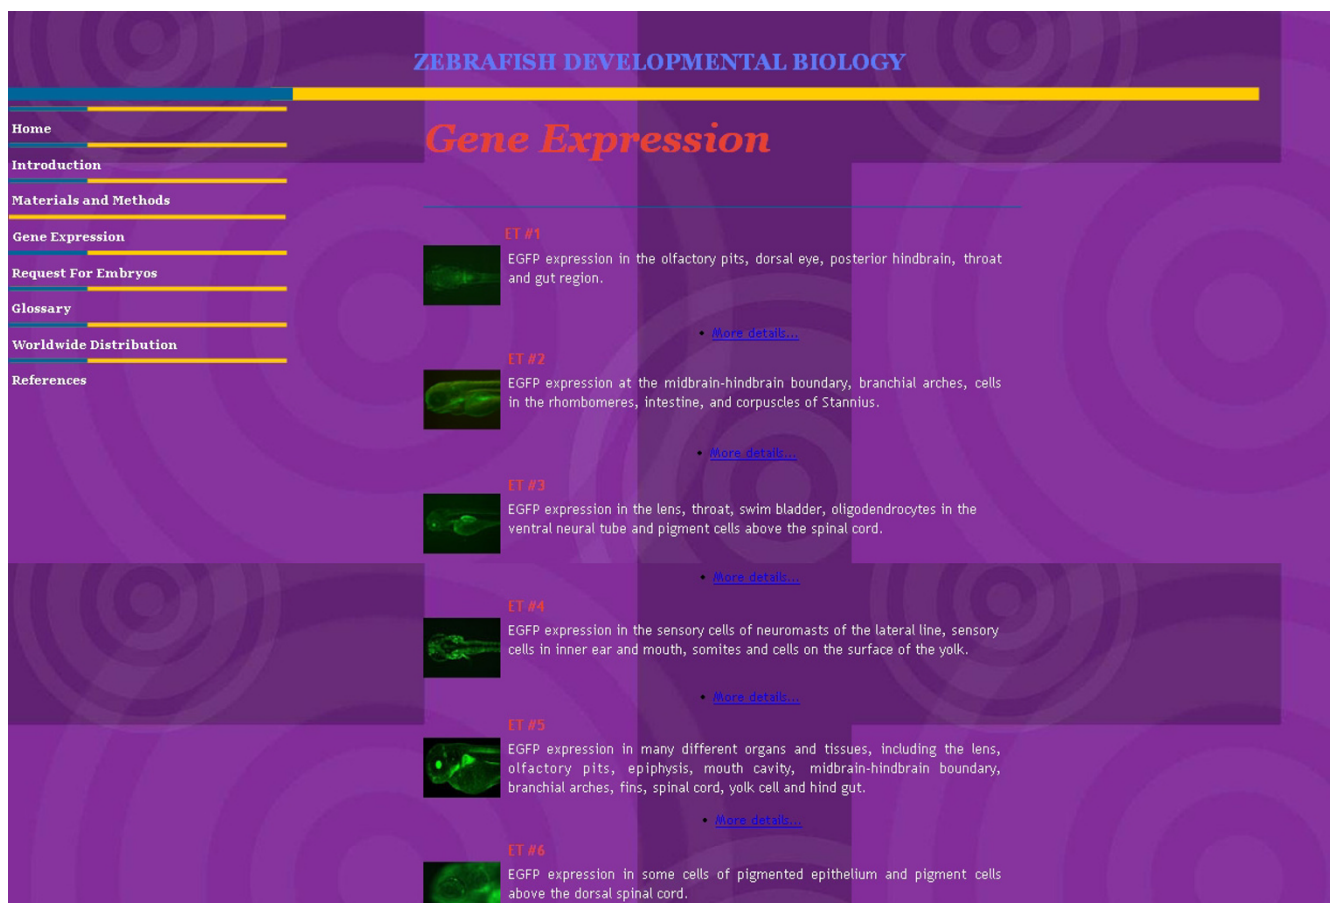 ZEBRAFISH DEVELOPMENTAL BIOLOGY
Home
Introduction
Materials and Methods
Gene Expression
Request For Embryos
Glossary
Worldwide Distribution
References
Gene Expression
ET #1
EGFP expression in the olfactory pits, dorsal eye, posterior hindbrain, throat
and gut region.
• More details...
ET #2
EGFP expression at the midbrain-hindbrain boundary, branchial arches, cells
in the rhombomeres, intestine, and corpuscles of Stannius.
• More details...
ET #3
EGFP expression in the lens, throat, swim bladder, oligodendrocytes in the
ventral neural tube and pigment cells above the spinal cord.
• More details...
ET #4
EGFP expression in the sensory cells of neuromasts of the lateral line, sensory
cells in inner ear and mouth, somites and cells on the surface of the yolk.
• More details...
ET #5
EGFP expression in many different organs and tissues, including the lens,
olfactory pits, epiphysis, mouth cavity, midbrain-hindbrain boundary,
branchial arches, fins, spinal cord, yolk cell and hind gut.
• More details...
ET #6
EGFP expression in some cells of pigmented epithelium and pigment cells
above the dorsal spinal cord.